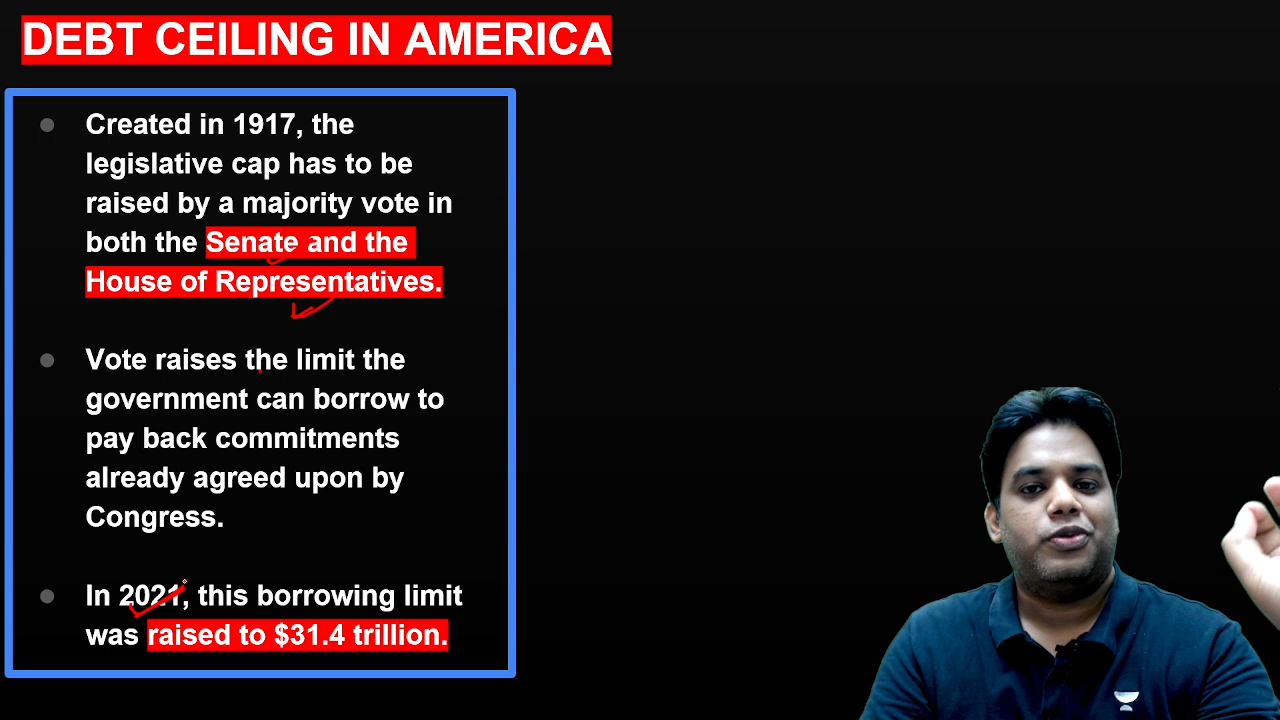 DEBT CEILING IN AMERICA
Created in 1917, the
legislative cap has to be
raised by a majority vote in
both the Senate and the
House of Representatives.
Vote raises the limit the
government can borrow to
pay back commitments
already agreed upon by
Congress.
In 2021, this borrowing limit
was raised to $31.4 trillion.